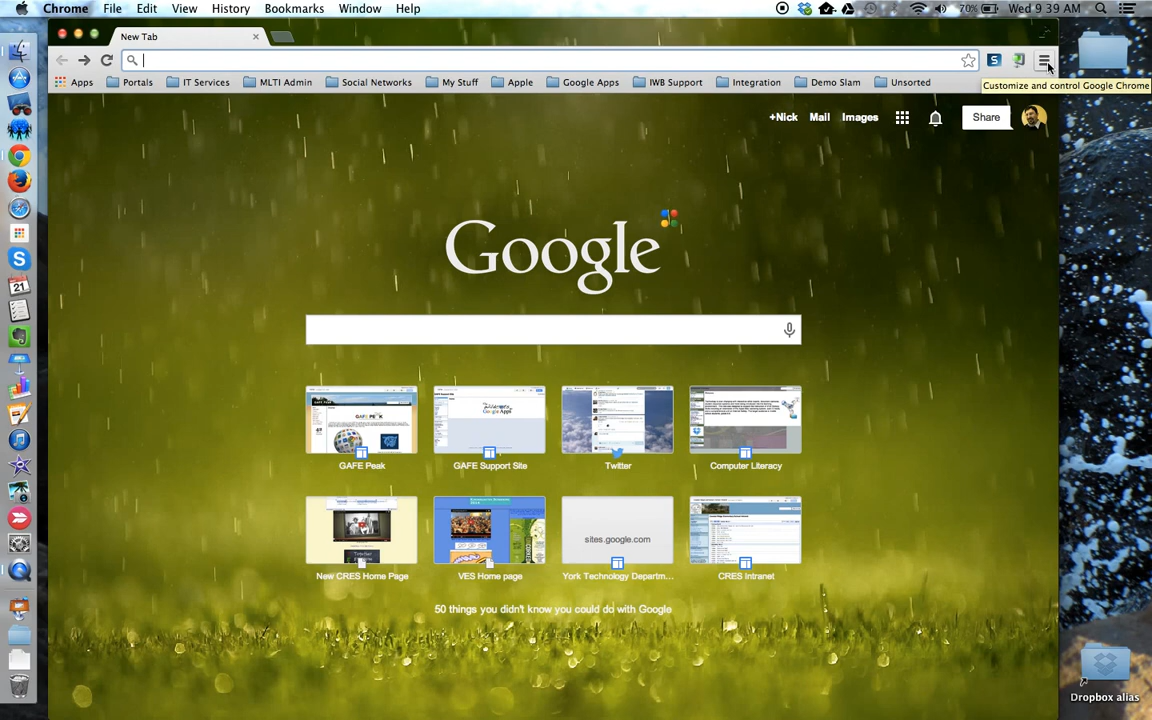 Chrome File Edit View History Bookmarks Window Help 70% Wed 9:39 AM
New Tab
Apps Portals IT Services MLTI Admin Social Networks My Stuff Apple Google Apps IWB Support Integration Demo Slam Unsorted
Customize and control Google Chrome
+Nick Mail Images Share
Google
GAFE Peak GAFE Support Site Twitter Computer Literacy
sites.google.com
New CRES Home Page VES Home page York Technology Departm... CRES Intranet
50 things you didn't know you could do with Google
21
Dropbox alias